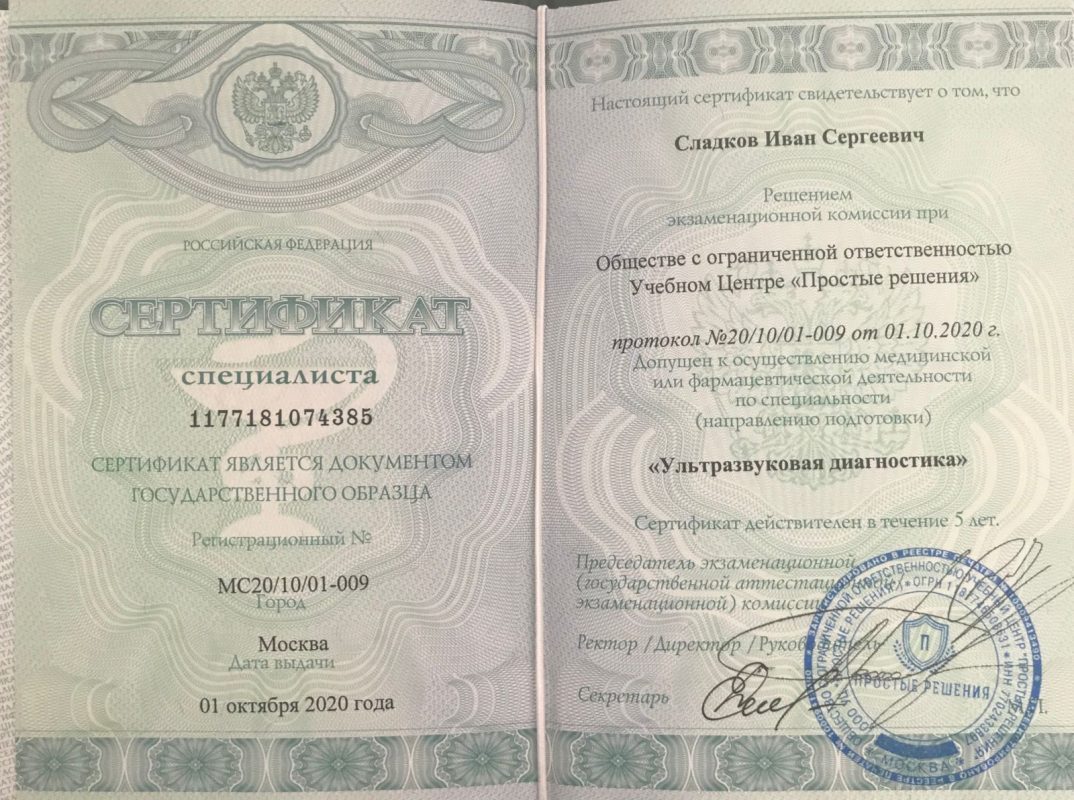 РОССИЙСКАЯ ФЕДЕРАЦИЯ
СЕРТИФИКАТ
специалиста
1177181074385
СЕРТИФИКАТ ЯВЛЯЕТСЯ ДОКУМЕНТОМ
ГОСУДАРСТВЕННОГО ОБРАЗЦА
Регистрационный №
МС20/10/01-009
Город
Москва
Дата выдачи
01 октября 2020 года
Настоящий сертификат свидетельствует о том, что
Сладков Иван Сергеевич
Решением
экзаменационной комиссии при
Обществе с ограниченной ответственностью
Учебном Центре «Простые решения»
протокол №20/10/01-009 от 01.10.2020 г.
Допущен к осуществлению медицинской
или фармацевтической деятельности
по специальности
(направлению подготовки)
«Ультразвуковая диагностика»
Сертификат действителен в течение 5 лет.
Председатель экзаменационной
(государственной аттестационной
экзаменационной) комиссии
Ректор /Директор /Руководитель
Секретарь
П
ПРОСТЫЕ РЕШЕНИЯ
МОСКВА